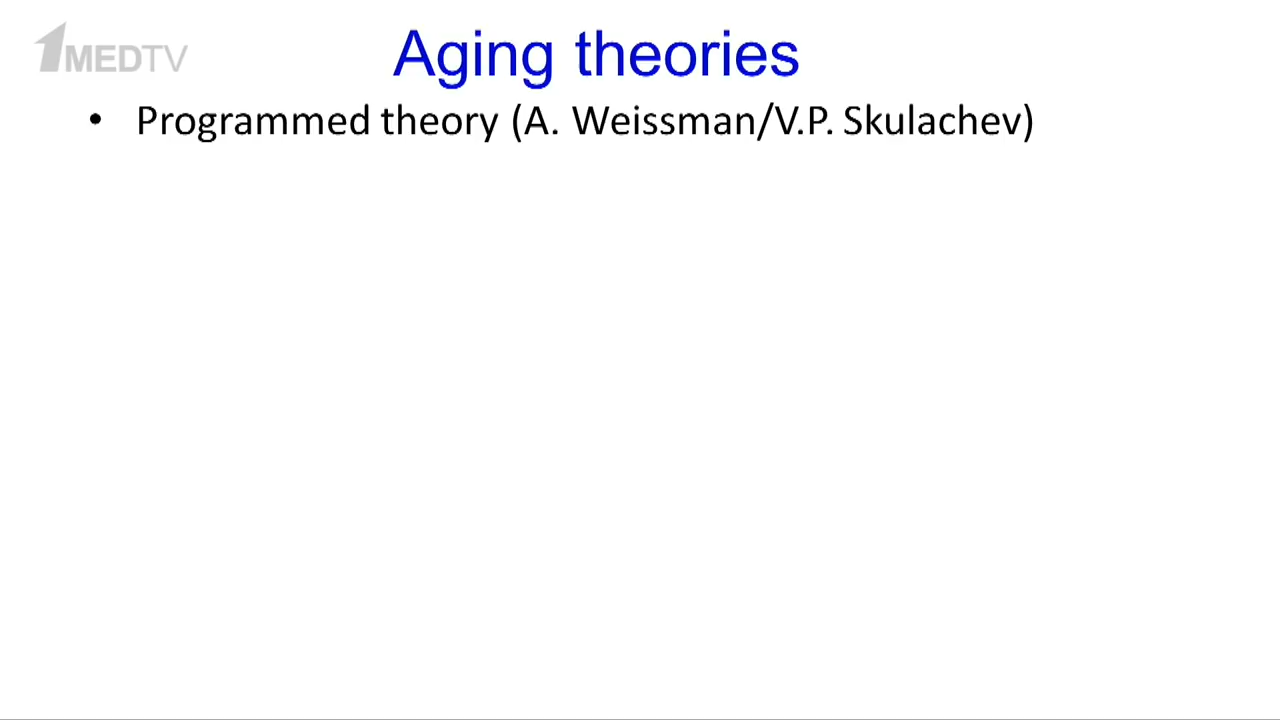 1MEDTV
Aging theories
• Programmed theory (A. Weissman/V.P. Skulachev)